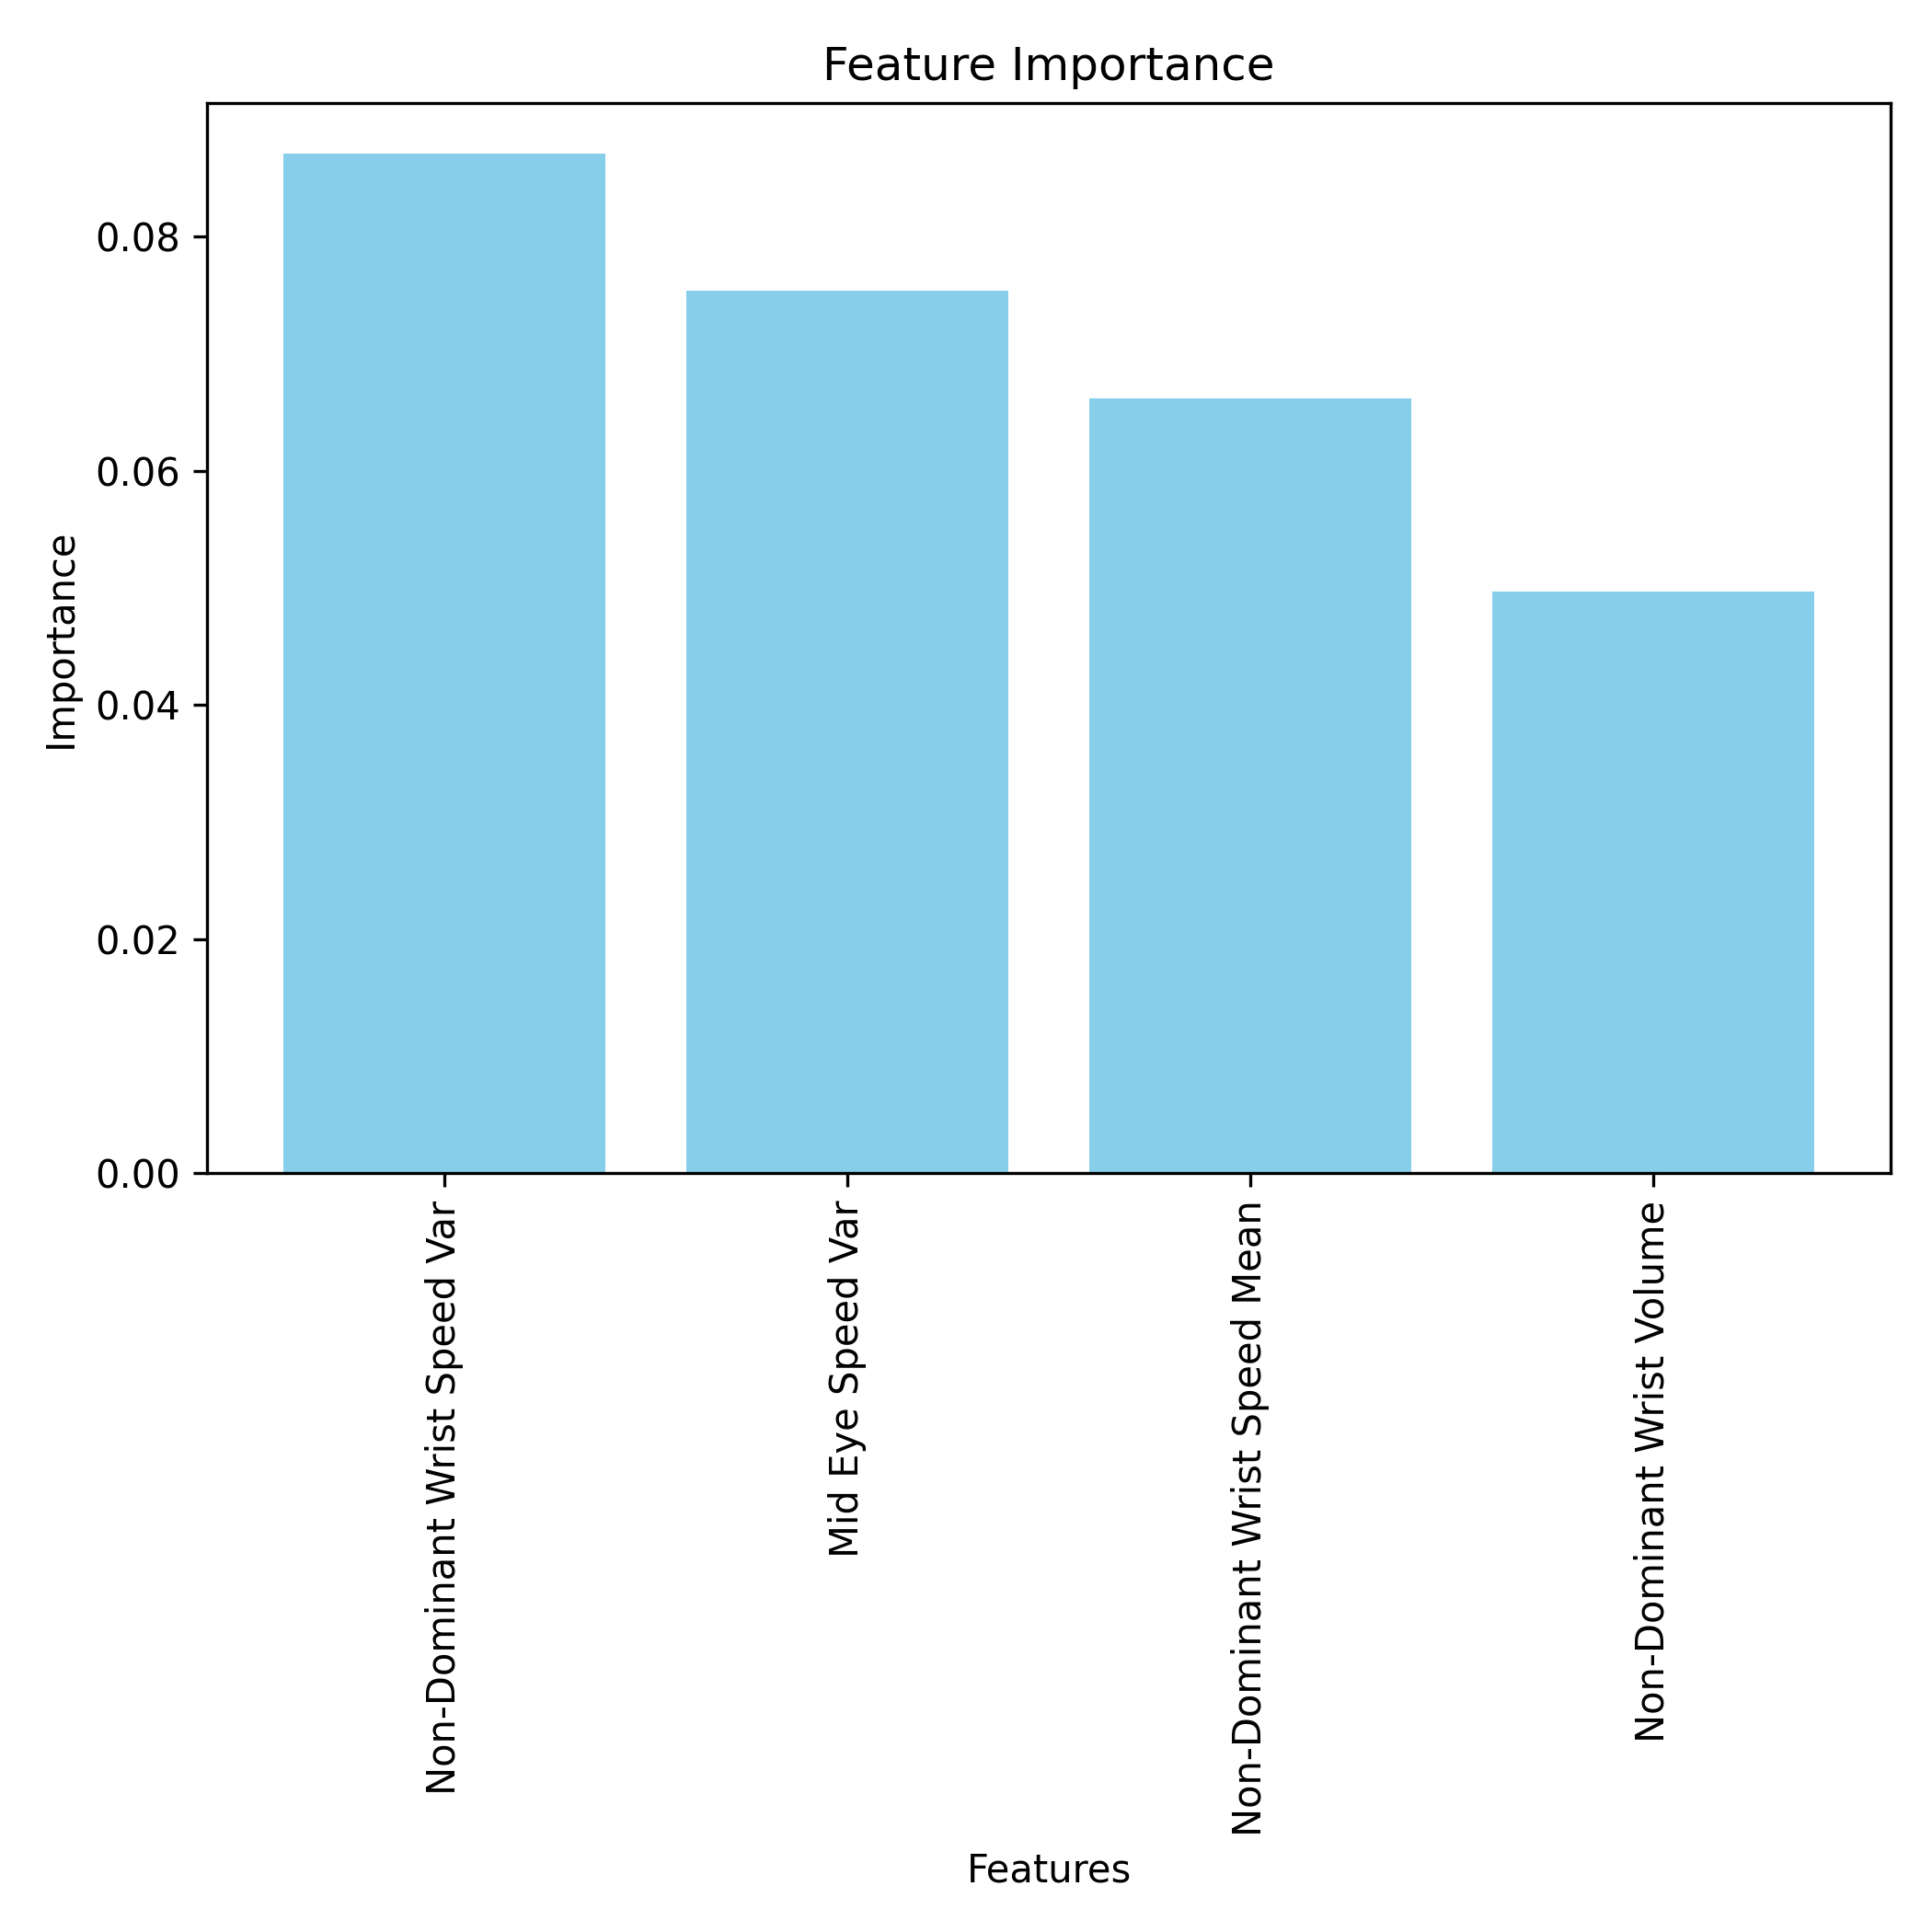 Feature Importance
Importance
0.08
0.06
0.04
0.02
0.00
Non-Dominant Wrist Speed Var
Mid Eye Speed Var
Non-Dominant Wrist Speed Mean
Non-Dominant Wrist Volume
Features